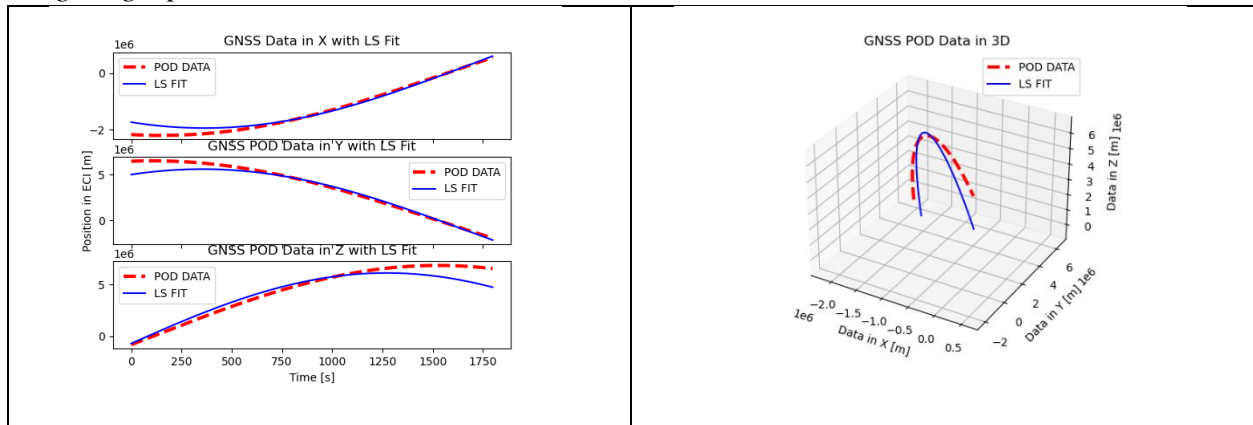 GNSS Data in X with LS Fit
1e6
POD DATA
LS FIT
0
−2
GNSS POD Data in Y with LS Fit
1e6
POD DATA
LS FIT
5
0
Position in ECI [m]
GNSS POD Data in Z with LS Fit
1e6
POD DATA
LS FIT
5
0
0 250 500 750 1000 1250 1500 1750
Time [s]
GNSS POD Data in 3D
POD DATA
LS FIT
1e6
6
5
4
3
2
1
0
Data in Z [m]
6
4
2
0
−2
1e6
Data in Y [m]
−2.0 −1.5 −1.0 −0.5 0.0 0.5
1e6
Data in X [m]